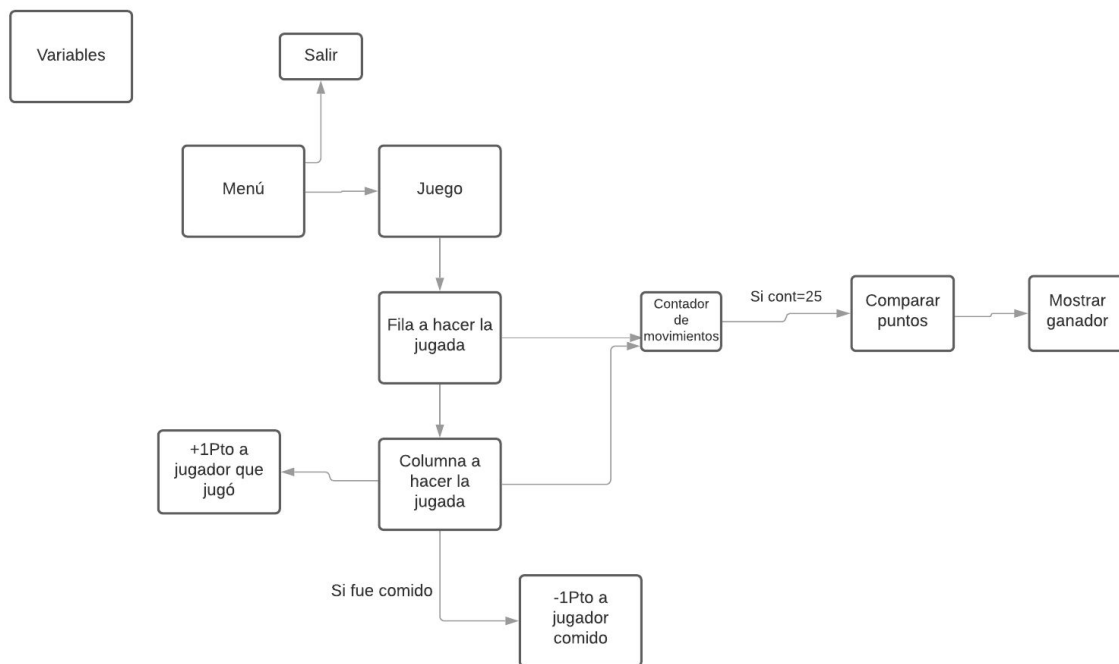 Variables
Salir
Menú
Juego
Fila a hacer la
jugada
Contador
de
movimientos
Si cont=25
Comparar
puntos
Mostrar
ganador
+1Pto a
jugador que
jugó
Columna a
hacer la
jugada
Si fue comido
-1Pto a
jugador
comido